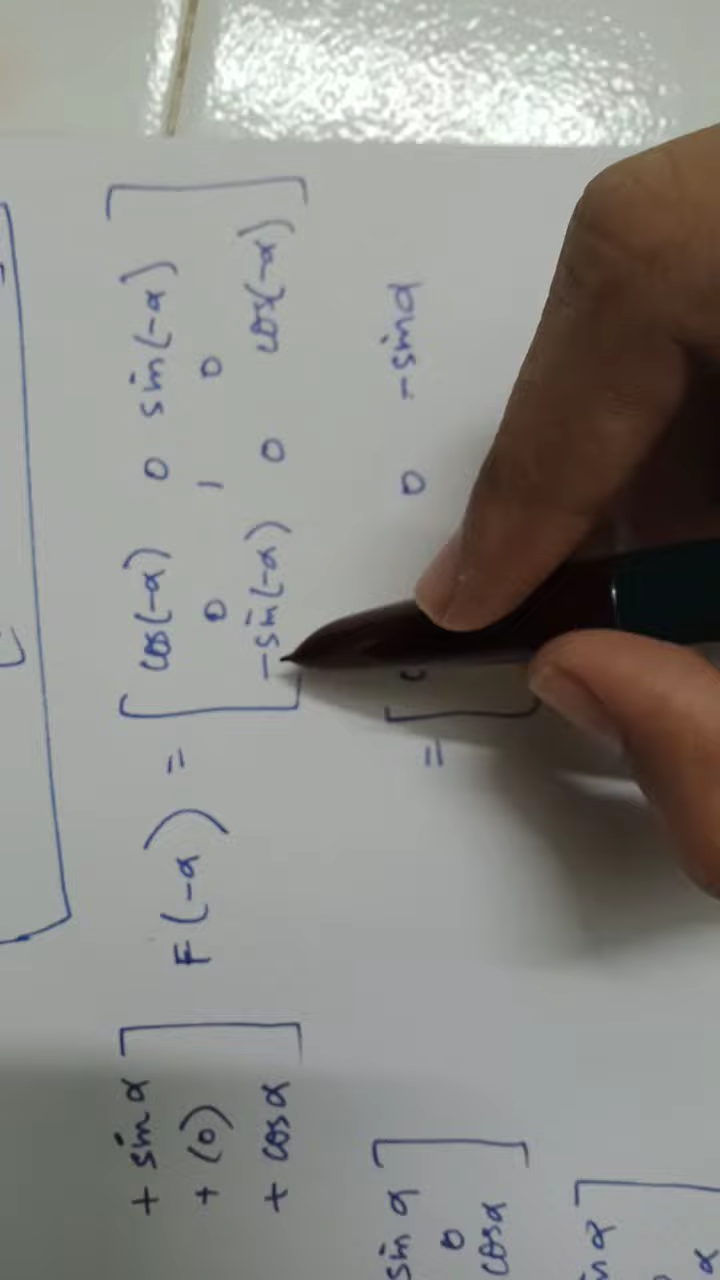 + sin α ] F(-α) = [ cos(-α) 0 sin(-α) ]
+ (0) 0 1 0
+ cos α -sin(-α) 0 cos(-α)
sin α ] = [ 0 -sin α
0
cos α